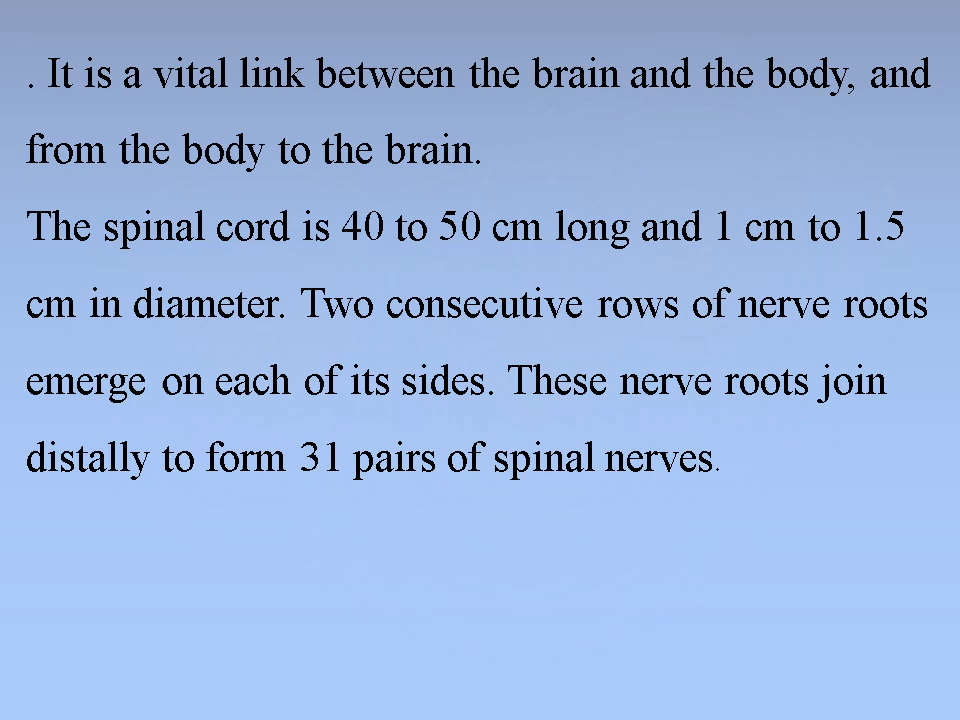 . It is a vital link between the brain and the body, and
from the body to the brain.
The spinal cord is 40 to 50 cm long and 1 cm to 1.5
cm in diameter. Two consecutive rows of nerve roots
emerge on each of its sides. These nerve roots join
distally to form 31 pairs of spinal nerves.